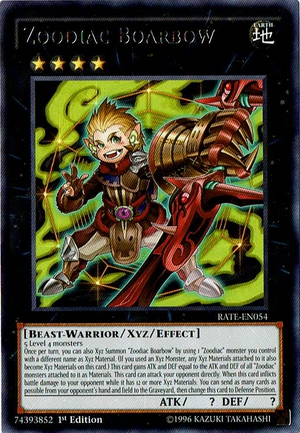 ZOODIAC BOARBOW
EARTH
地
RATE-EN054
[BEAST-WARRIOR/XYZ/EFFECT]
5 Level 4 monsters
Once per turn, you can also Xyz Summon "Zoodiac Boarbow" by using 1 "Zoodiac" monster you control
with a different name as Xyz Material. (If you used an Xyz Monster, any Xyz Materials attached to it also
become Xyz Materials on this card.) This card gains ATK and DEF equal to the ATK and DEF of all "Zoodiac"
monsters attached to it as Materials. This card can attack your opponent directly. When this card inflicts
battle damage to your opponent while it has 12 or more Xyz Materials: You can send as many cards as
possible from your opponent's hand and field to the Graveyard, then change this card to Defense Position.
ATK/ ? DEF/ ?
74393852 1st Edition ©1996 KAZUKI TAKAHASHI